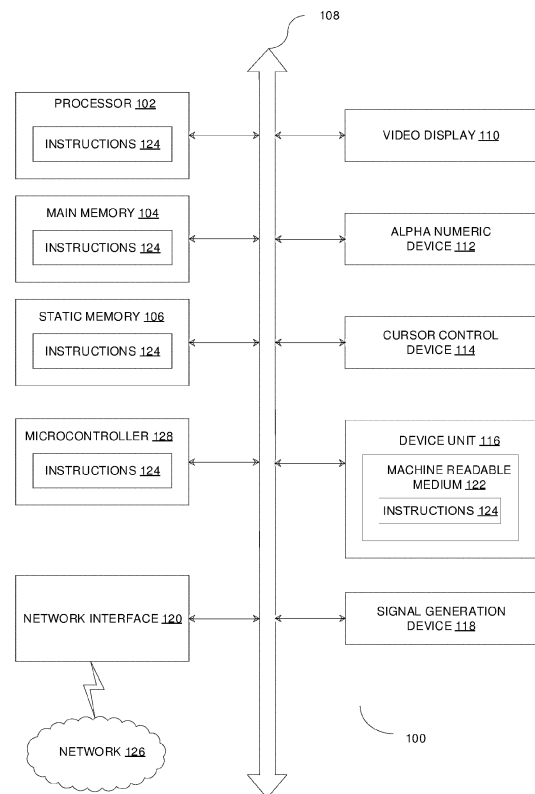 108
PROCESSOR 102
INSTRUCTIONS 124
MAIN MEMORY 104
INSTRUCTIONS 124
STATIC MEMORY 106
INSTRUCTIONS 124
MICROCONTROLLER 128
INSTRUCTIONS 124
NETWORK INTERFACE 120
NETWORK 126
VIDEO DISPLAY 110
ALPHA NUMERIC
DEVICE 112
CURSOR CONTROL
DEVICE 114
DEVICE UNIT 116
MACHINE READABLE
MEDIUM 122
INSTRUCTIONS 124
SIGNAL GENERATION
DEVICE 118
100